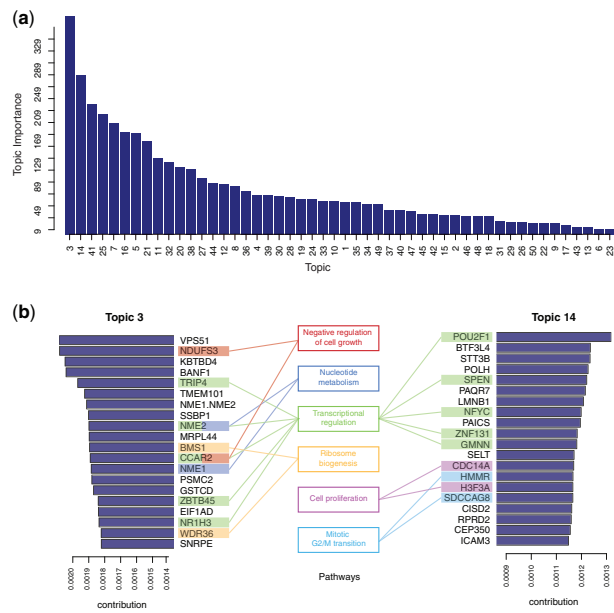 (a)
Topic Importance
329
289
249
209
169
129
89
49
9
3 14 41 25 7 16 5 21 11 32 20 38 27 44 12 8 36 4 39 30 28 19 24 33 10 1 35 34 49 37 40 47 45 42 15 2 46 48 18 31 29 26 50 22 9 17 43 13 6 23
Topic
(b)
Topic 3
VPS51
NDUFS3
KBTBD4
BANF1
TRIP4
TMEM101
NME1.NME2
SSBP1
NME2
MRPL44
BMS1
CCAR2
NME1
PSMC2
GSTCD
ZBTB45
EIF1AD
NR1H3
WDR36
SNRPE
0.0020 0.0019 0.0018 0.0017 0.0016 0.0015 0.0014
contribution
Negative regulation
of cell growth
Nucleotide
metabolism
Transcriptional
regulation
Ribosome
biogenesis
Cell proliferation
Mitotic
G2/M transition
Pathways
Topic 14
POU2F1
BTF3L4
STT3B
POLH
SPEN
PAQR7
LMNB1
NFYC
PAICS
ZNF131
GMNN
SELT
CDC14A
HMMR
H3F3A
SDCCAG8
CISD2
RPRD2
CEP350
ICAM3
0.0009 0.0010 0.0011 0.0012 0.0013
contribution